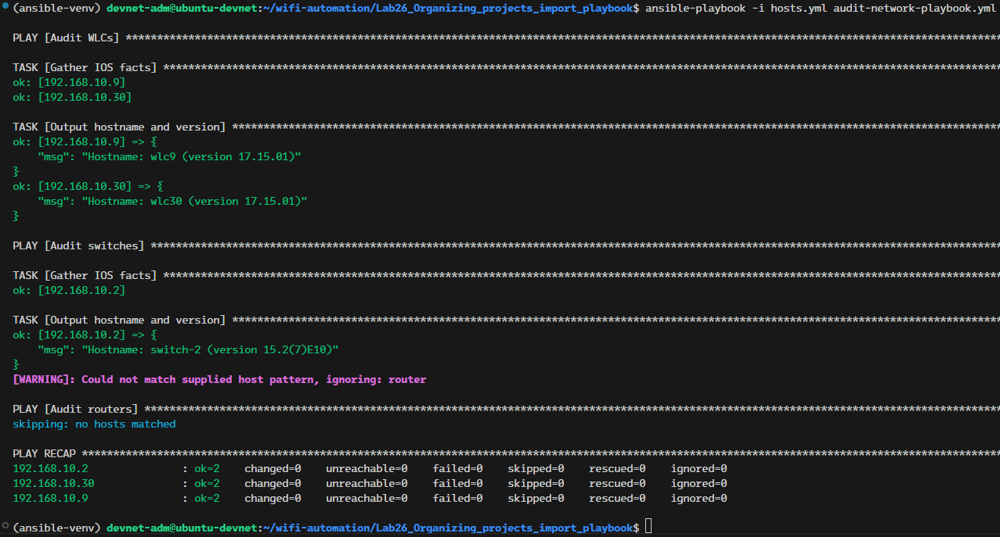 (ansible-venv) devnet-adm@ubuntu-devnet:~/wifi-automation/Lab26_Organizing_projects_import_playbook$ ansible-playbook -i hosts.yml audit-network-playbook.yml
PLAY [Audit WLCs] ********************************************************************************************************************************************
TASK [Gather IOS facts] **************************************************************************************************************************************
ok: [192.168.10.9]
ok: [192.168.10.30]
TASK [Output hostname and version] ***************************************************************************************************************************
ok: [192.168.10.9] => {
    "msg": "Hostname: wlc9 (version 17.15.01)"
}
ok: [192.168.10.30] => {
    "msg": "Hostname: wlc30 (version 17.15.01)"
}
PLAY [Audit switches] ****************************************************************************************************************************************
TASK [Gather IOS facts] **************************************************************************************************************************************
ok: [192.168.10.2]
TASK [Output hostname and version] ***************************************************************************************************************************
ok: [192.168.10.2] => {
    "msg": "Hostname: switch-2 (version 15.2(7)E10)"
}
[WARNING]: Could not match supplied host pattern, ignoring: router
PLAY [Audit routers] *****************************************************************************************************************************************
skipping: no hosts matched
PLAY RECAP ***************************************************************************************************************************************************
192.168.10.2               : ok=2    changed=0    unreachable=0    failed=0    skipped=0    rescued=0    ignored=0
192.168.10.30              : ok=2    changed=0    unreachable=0    failed=0    skipped=0    rescued=0    ignored=0
192.168.10.9               : ok=2    changed=0    unreachable=0    failed=0    skipped=0    rescued=0    ignored=0
(ansible-venv) devnet-adm@ubuntu-devnet:~/wifi-automation/Lab26_Organizing_projects_import_playbook$